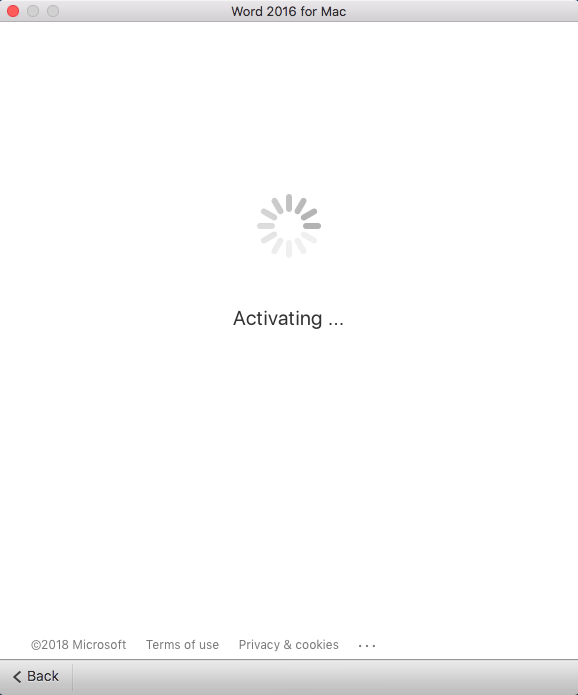 Word 2016 for Mac
Activating ...
©2018 Microsoft Terms of use Privacy & cookies ...
Back